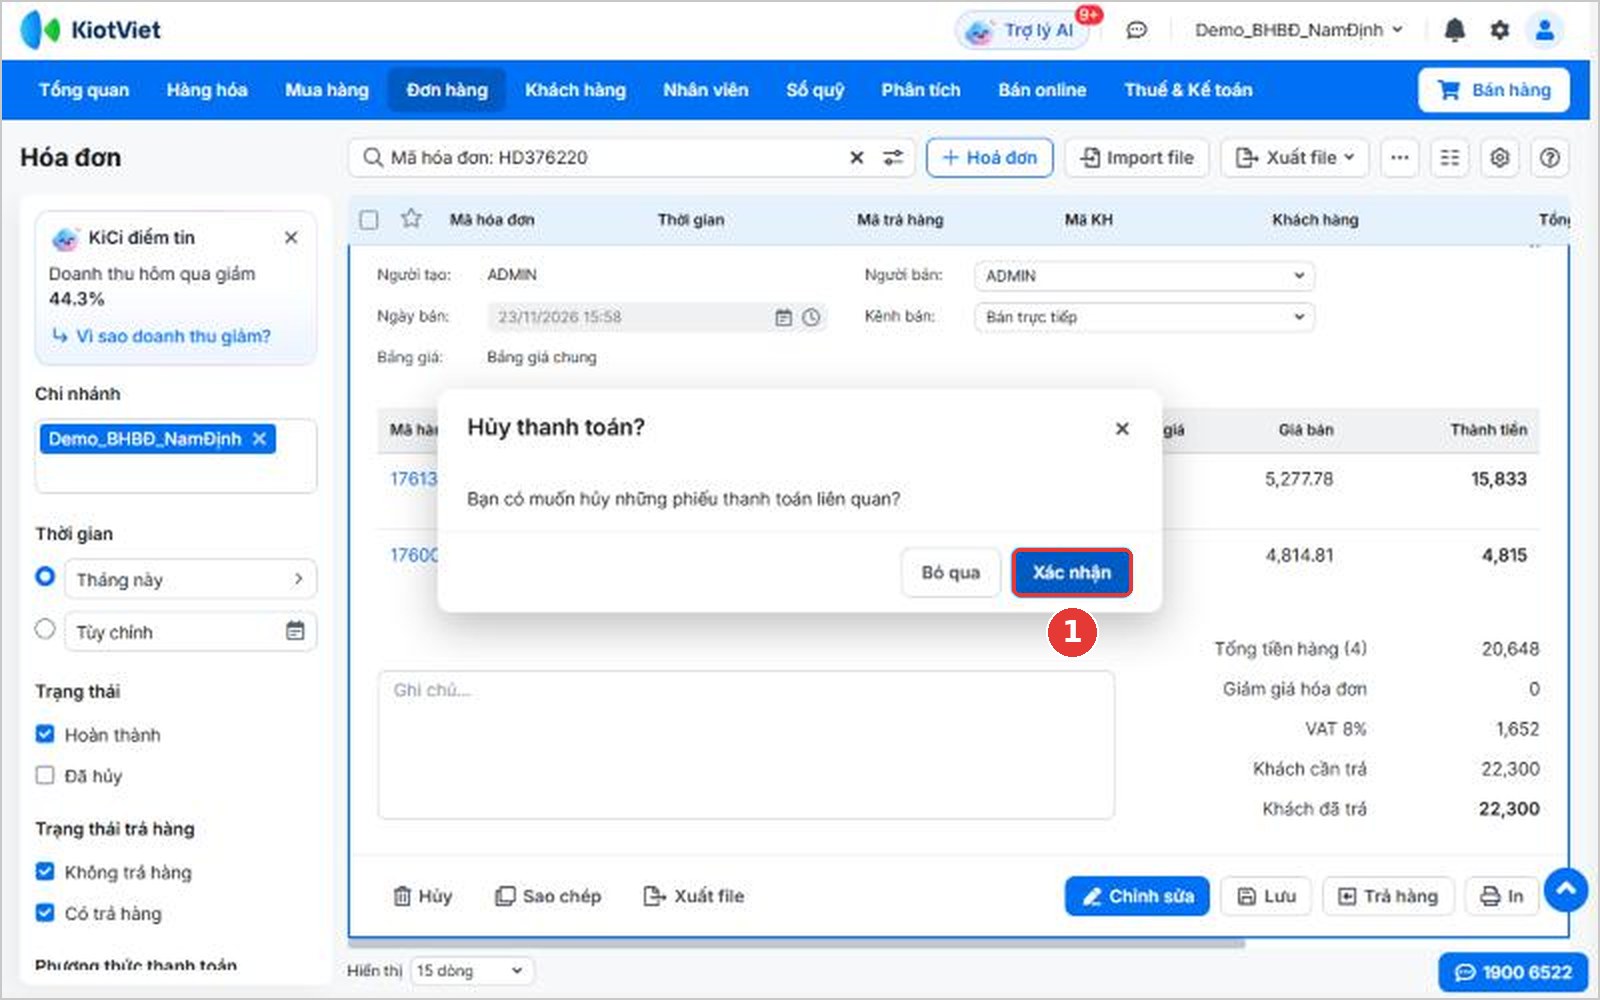 KiotViet
Trợ lý AI
9+
Demo_BHBĐ_NamĐịnh
Tổng quan
Hàng hóa
Mua hàng
Đơn hàng
Khách hàng
Nhân viên
Sổ quỹ
Phân tích
Bán online
Thuế & Kế toán
Bán hàng
Hóa đơn
Mã hóa đơn: HD376220
+ Hoá đơn
Import file
Xuất file
KiCi điểm tin
Doanh thu hôm qua giảm
44.3%
Vì sao doanh thu giảm?
Chi nhánh
Demo_BHBĐ_NamĐịnh
Thời gian
Tháng này
Tùy chỉnh
Trạng thái
Hoàn thành
Đã hủy
Trạng thái trả hàng
Không trả hàng
Có trả hàng
Phương thức thanh toán
Mã hóa đơn
Thời gian
Mã trả hàng
Mã KH
Khách hàng
Tổng
Người tạo:
ADMIN
Người bán:
ADMIN
Ngày bán:
23/11/2026 15:58
Kênh bán:
Bán trực tiếp
Bảng giá:
Bảng giá chung
Mã hàn
giá
Giá bán
Thành tiền
17613
5,277.78
15,833
17600
4,814.81
4,815
Hủy thanh toán?
Bạn có muốn hủy những phiếu thanh toán liên quan?
Bỏ qua
Xác nhận
1
Ghi chú...
Tổng tiền hàng (4)
20,648
Giảm giá hóa đơn
0
VAT 8%
1,652
Khách cần trả
22,300
Khách đã trả
22,300
Hủy
Sao chép
Xuất file
Chỉnh sửa
Lưu
Trả hàng
In
Hiển thị
15 dòng
1900 6522